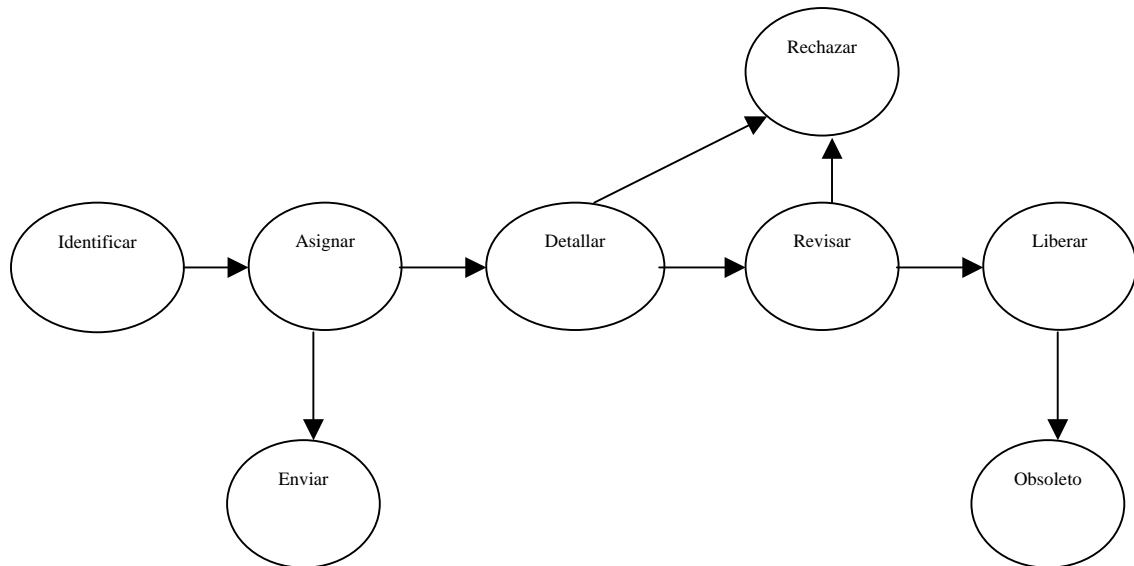 Rechazar
Identificar
Asignar
Detallar
Revisar
Liberar
Enviar
Obsoleto